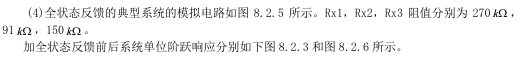 (4)全状态反馈的典型系统的模拟电路如图 8.2.5 所示。Rx1，Rx2，Rx3 阻值分别为 270 kΩ，
91 kΩ，150 kΩ。
加全状态反馈前后系统单位阶跃响应分别如下图 8.2.3 和图 8.2.6 所示。